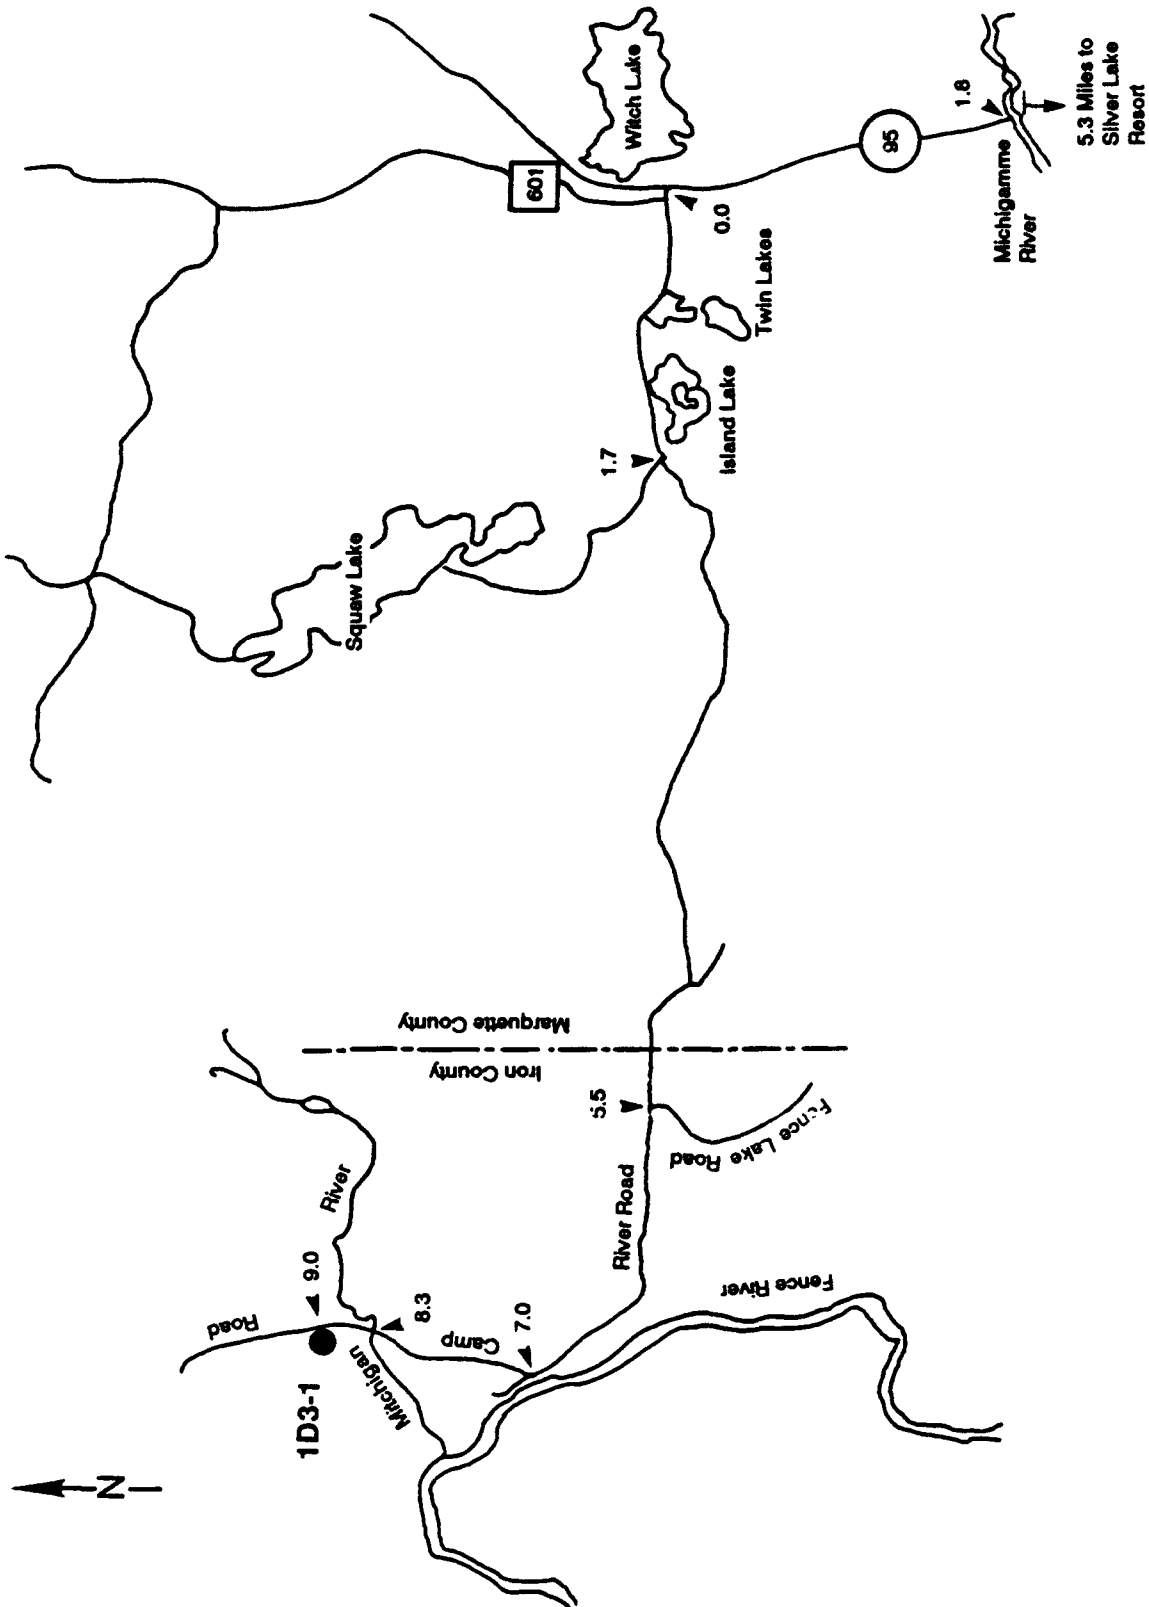 N
1D3-1
Road
9.0
River
Mitchigan
8.3
Camp
7.0
Fence River
River Road
5.5
Fence Lake Road
Iron County
Marquette County
Squaw Lake
1.7
Island Lake
Twin Lakes
0.0
601
Witch Lake
95
1.8
Michigamme
River
5.3 Miles to
Silver Lake
Resort